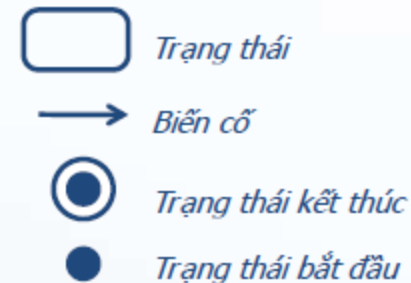 Trạng thái
Biến cố
Trạng thái kết thúc
Trạng thái bắt đầu